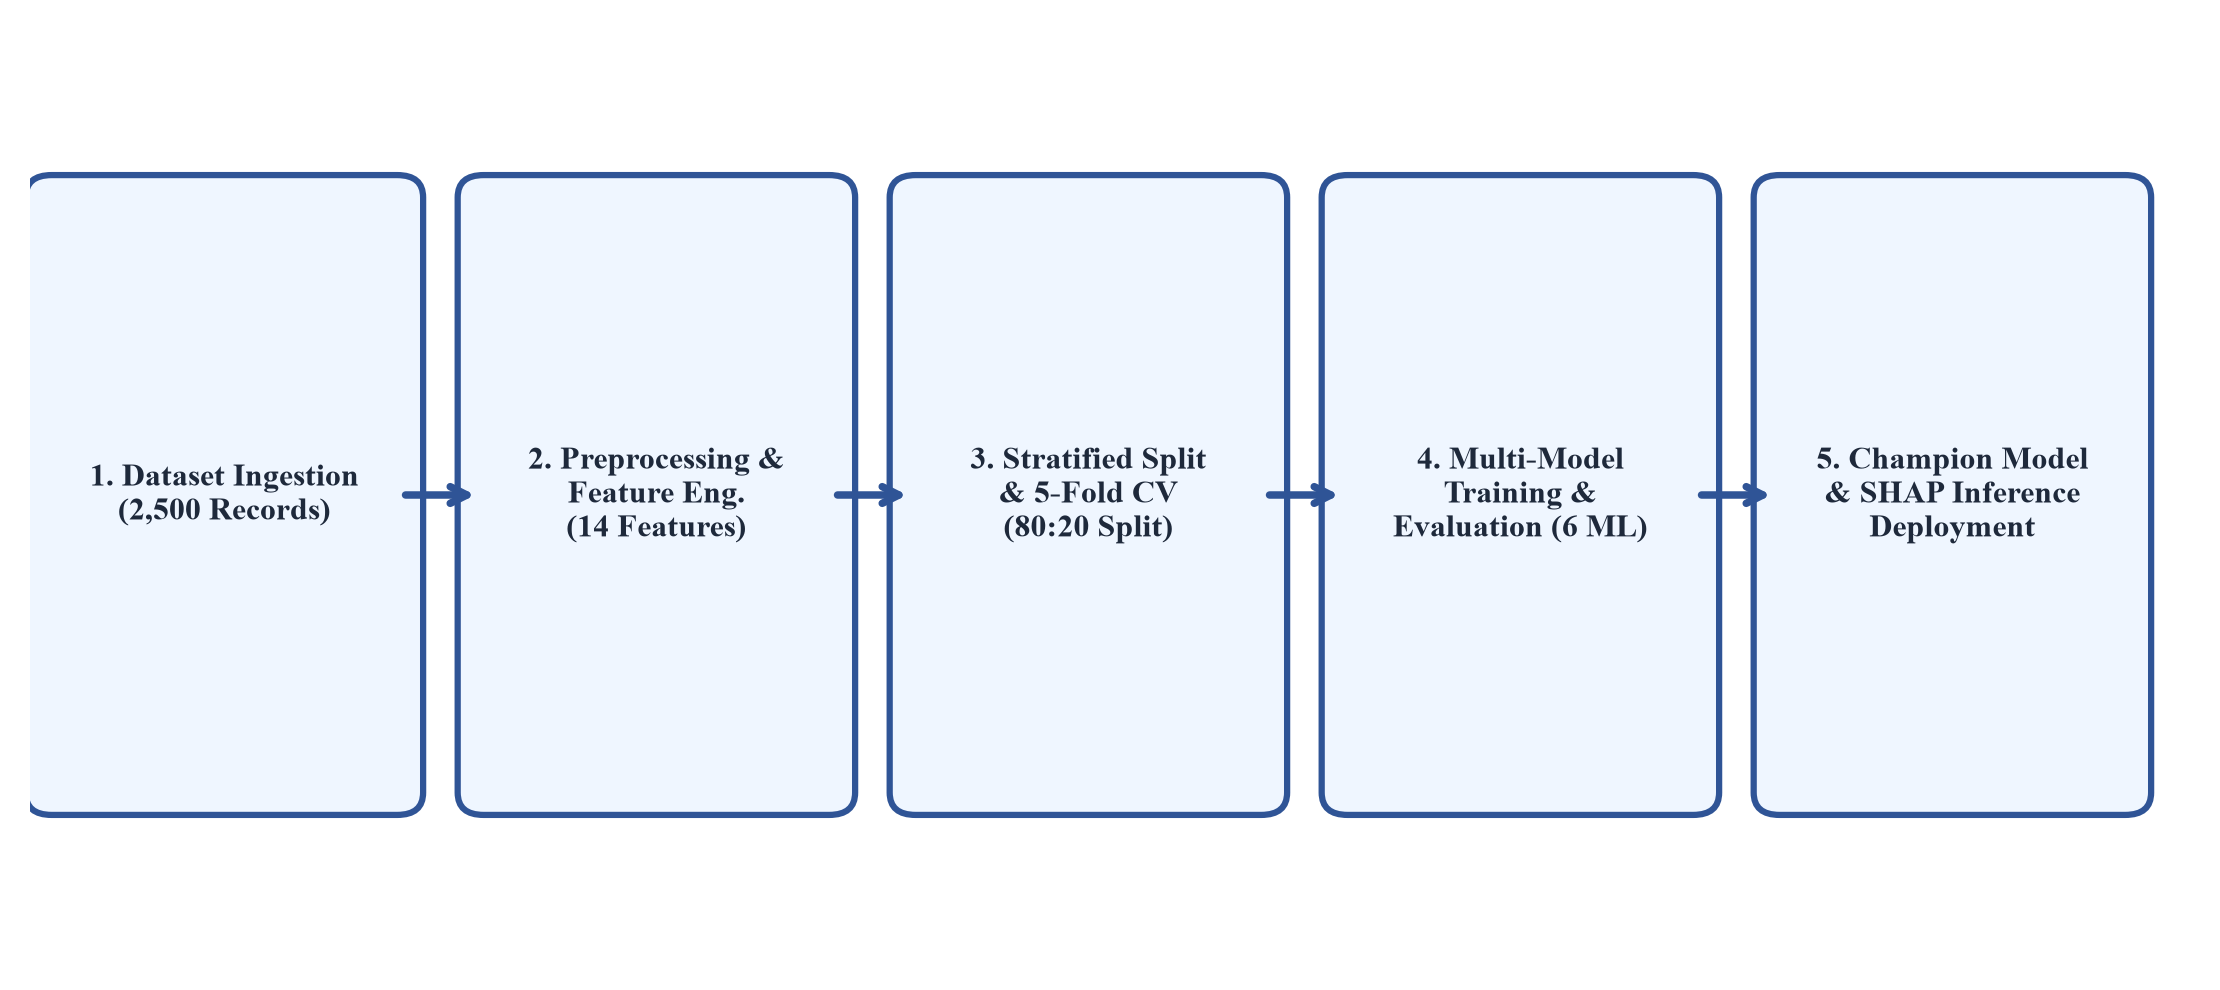 1. Dataset Ingestion
(2,500 Records)
2. Preprocessing &
Feature Eng.
(14 Features)
3. Stratified Split
& 5-Fold CV
(80:20 Split)
4. Multi-Model
Training &
Evaluation (6 ML)
5. Champion Model
& SHAP Inference
Deployment